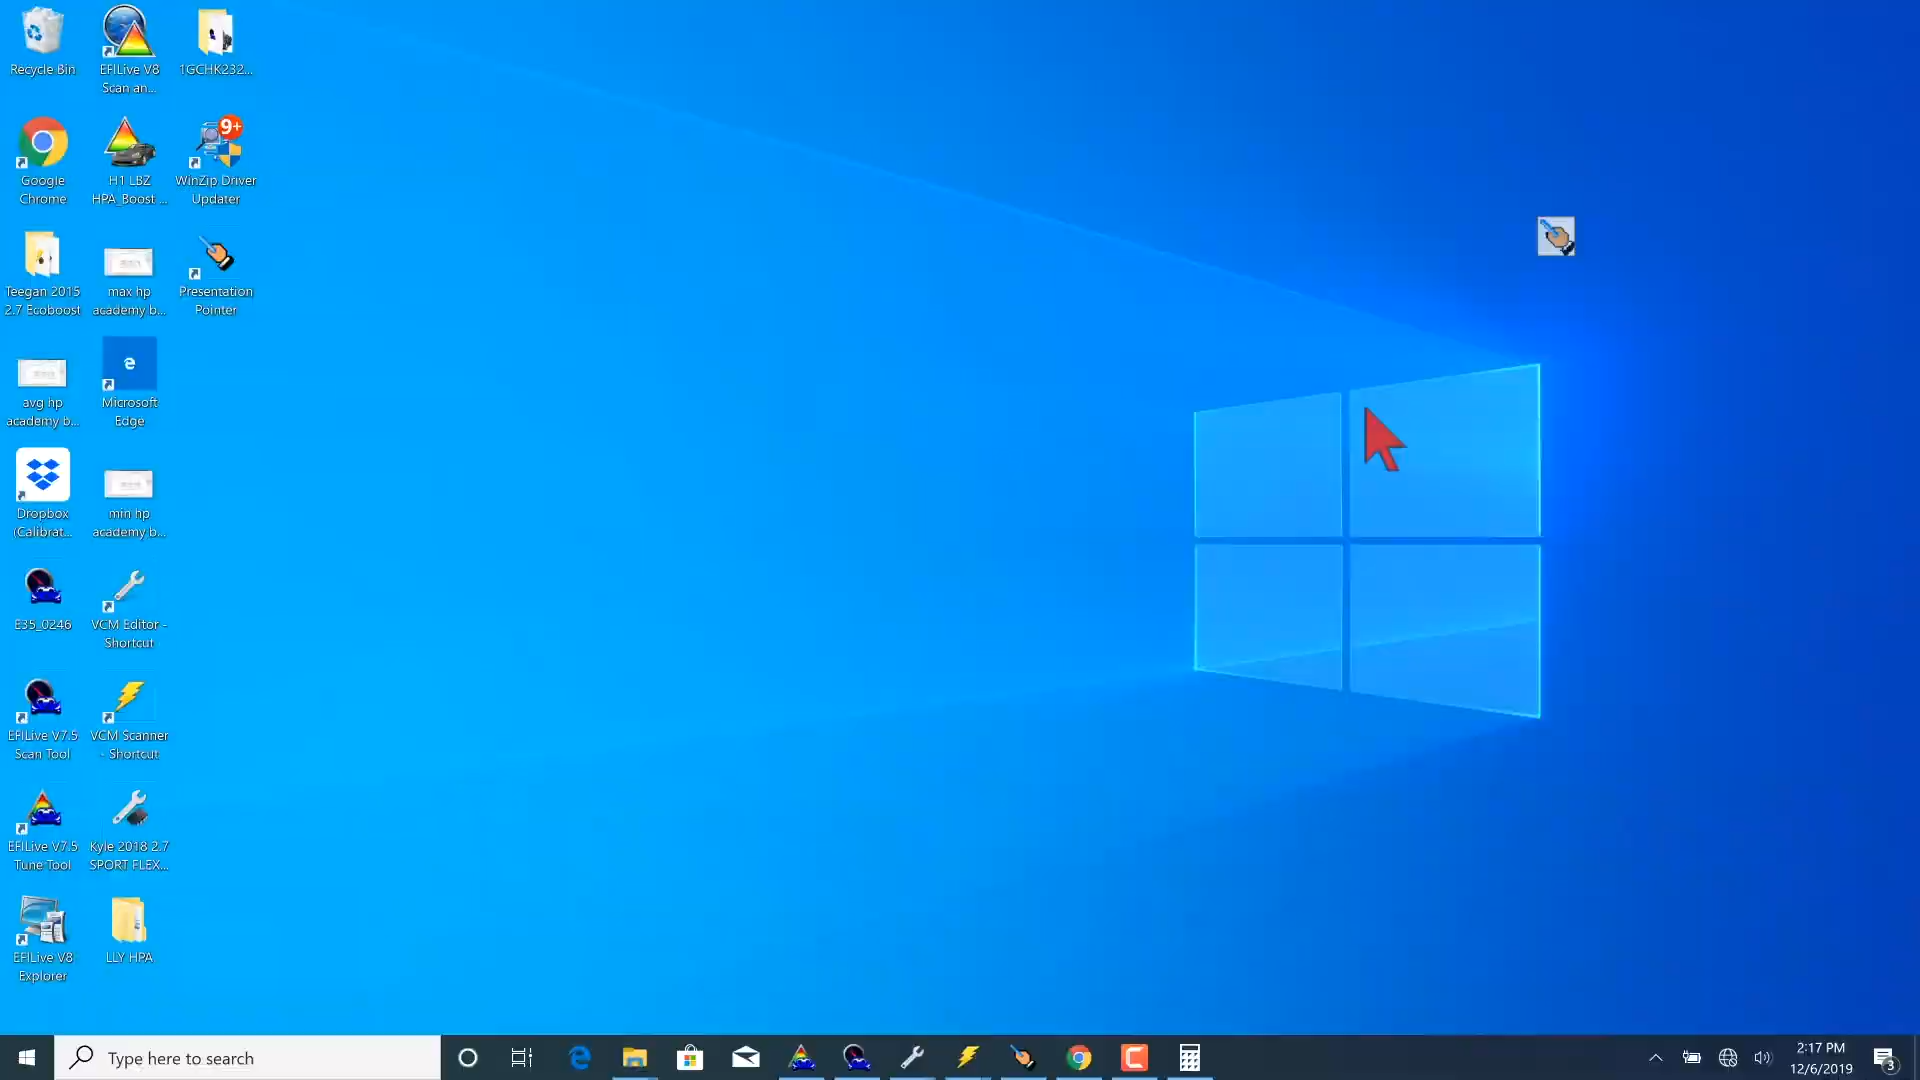 Recycle Bin
EFILive V8
Scan an...
1GCHK232...
Google
Chrome
H1 LBZ
HPA_Boost ...
9+
WinZip Driver
Updater
Teegan 2015
2.7 Ecoboost
max hp
academy b...
Presentation
Pointer
avg hp
academy b...
Microsoft
Edge
Dropbox
(Calibrat...
min hp
academy b...
E35_0246
VCM Editor -
Shortcut
EFILive V7.5
Scan Tool
VCM Scanner
- Shortcut
EFILive V7.5
Tune Tool
Kyle 2018 2.7
SPORT FLEX...
EFILive V8
Explorer
LLY HPA
Type here to search
2:17 PM
12/6/2019
3